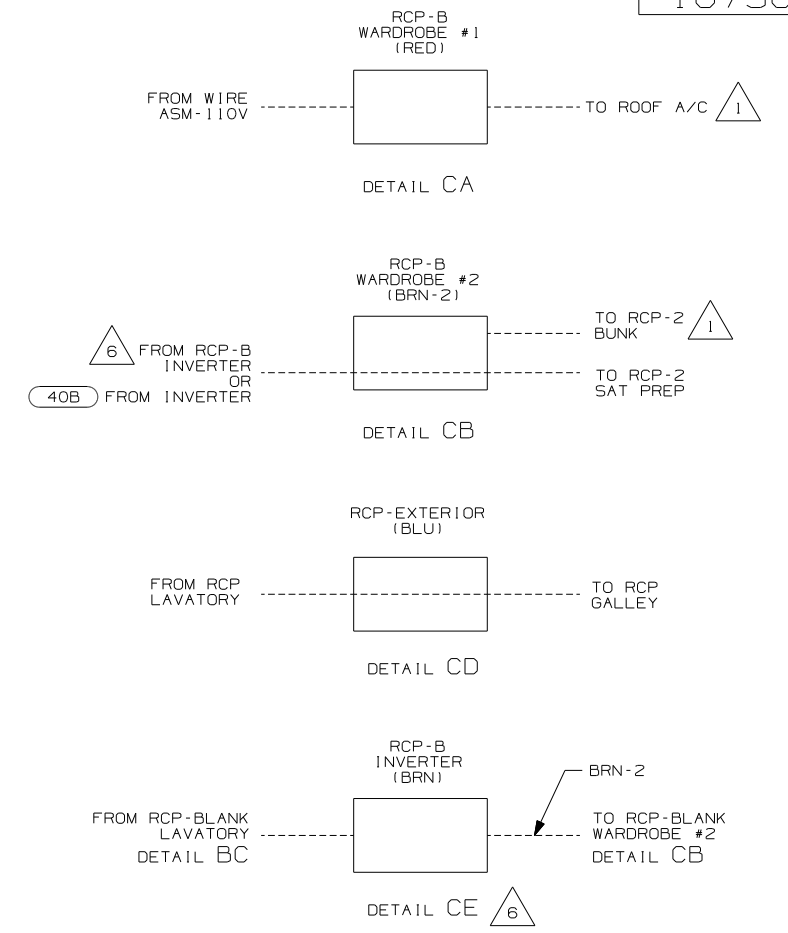 RCP-B
WARDROBE #1
(RED)
FROM WIRE
ASM-110V
TO ROOF A/C
1
DETAIL CA
RCP-B
WARDROBE #2
(BRN-2)
6
FROM RCP-B
INVERTER
OR
40B
FROM INVERTER
TO RCP-2
BUNK
1
TO RCP-2
SAT PREP
DETAIL CB
RCP-EXTERIOR
(BLU)
FROM RCP
LAVATORY
TO RCP
GALLEY
DETAIL CD
RCP-B
INVERTER
(BRN)
BRN-2
FROM RCP-BLANK
LAVATORY
DETAIL BC
TO RCP-BLANK
WARDROBE #2
DETAIL CB
DETAIL CE
6